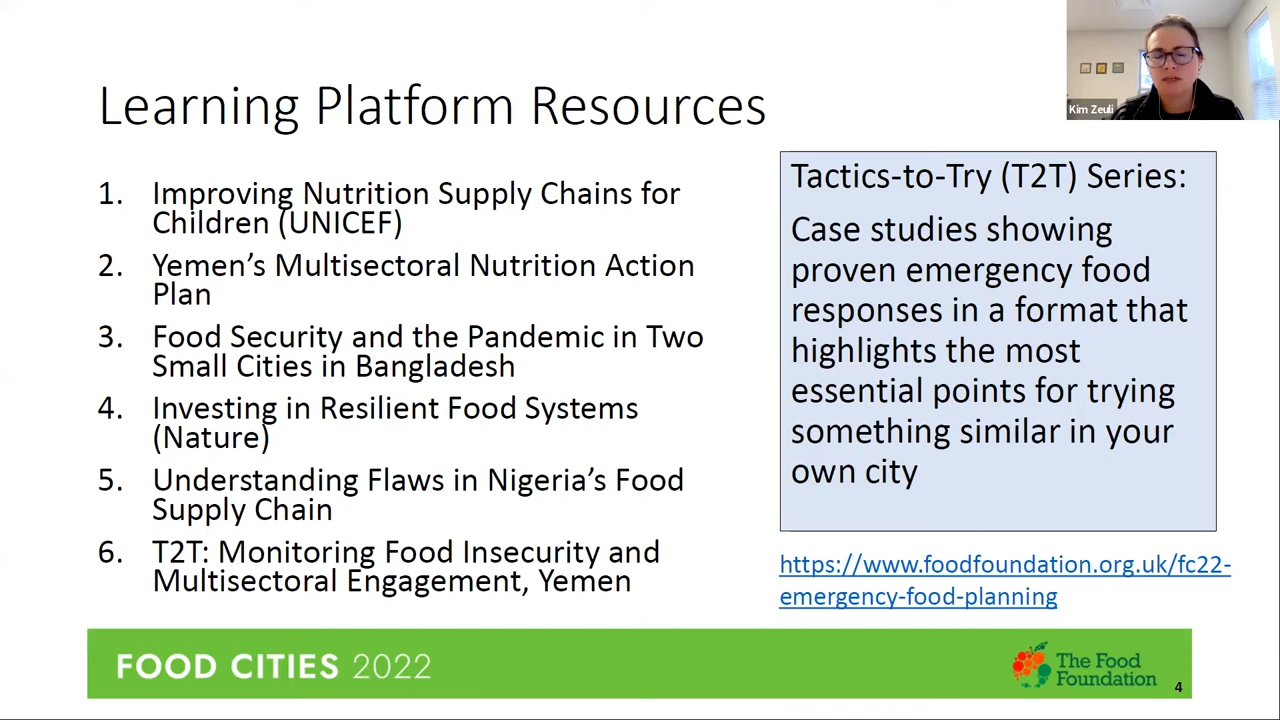 Learning Platform Resources
Kim Zeuli
1. Improving Nutrition Supply Chains for
Children (UNICEF)
2. Yemen’s Multisectoral Nutrition Action
Plan
3. Food Security and the Pandemic in Two
Small Cities in Bangladesh
4. Investing in Resilient Food Systems
(Nature)
5. Understanding Flaws in Nigeria’s Food
Supply Chain
6. T2T: Monitoring Food Insecurity and
Multisectoral Engagement, Yemen
Tactics-to-Try (T2T) Series:
Case studies showing
proven emergency food
responses in a format that
highlights the most
essential points for trying
something similar in your
own city
https://www.foodfoundation.org.uk/fc22-
emergency-food-planning
FOOD CITIES 2022
The Food
Foundation
4